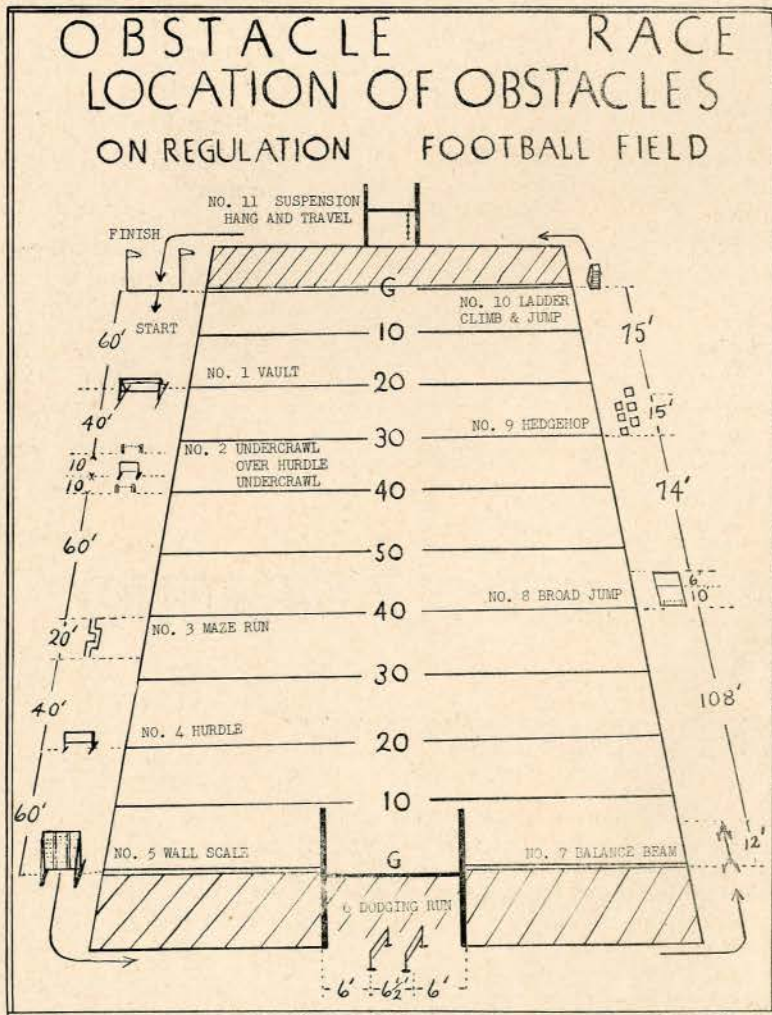 OBSTACLE RACE
LOCATION OF OBSTACLES
ON REGULATION FOOTBALL FIELD
NO. 11 SUSPENSION
HANG AND TRAVEL
FINISH
START
G
NO. 10 LADDER
CLIMB & JUMP
60'
10
75'
NO. 1 VAULT
20
40'
15'
30
NO. 9 HEDGEHOP
NO. 2 UNDERCRAWL
OVER HURDLE
UNDERCRAWL
10'
10'
40
74'
60'
50
6'
10'
40
NO. 8 BROAD JUMP
20'
NO. 3 MAZE RUN
30
108'
40'
NO. 4 HURDLE
20
60'
10
12'
NO. 5 WALL SCALE
G
NO. 7 BALANCE BEAM
6 DODGING RUN
6' 6½' 6'